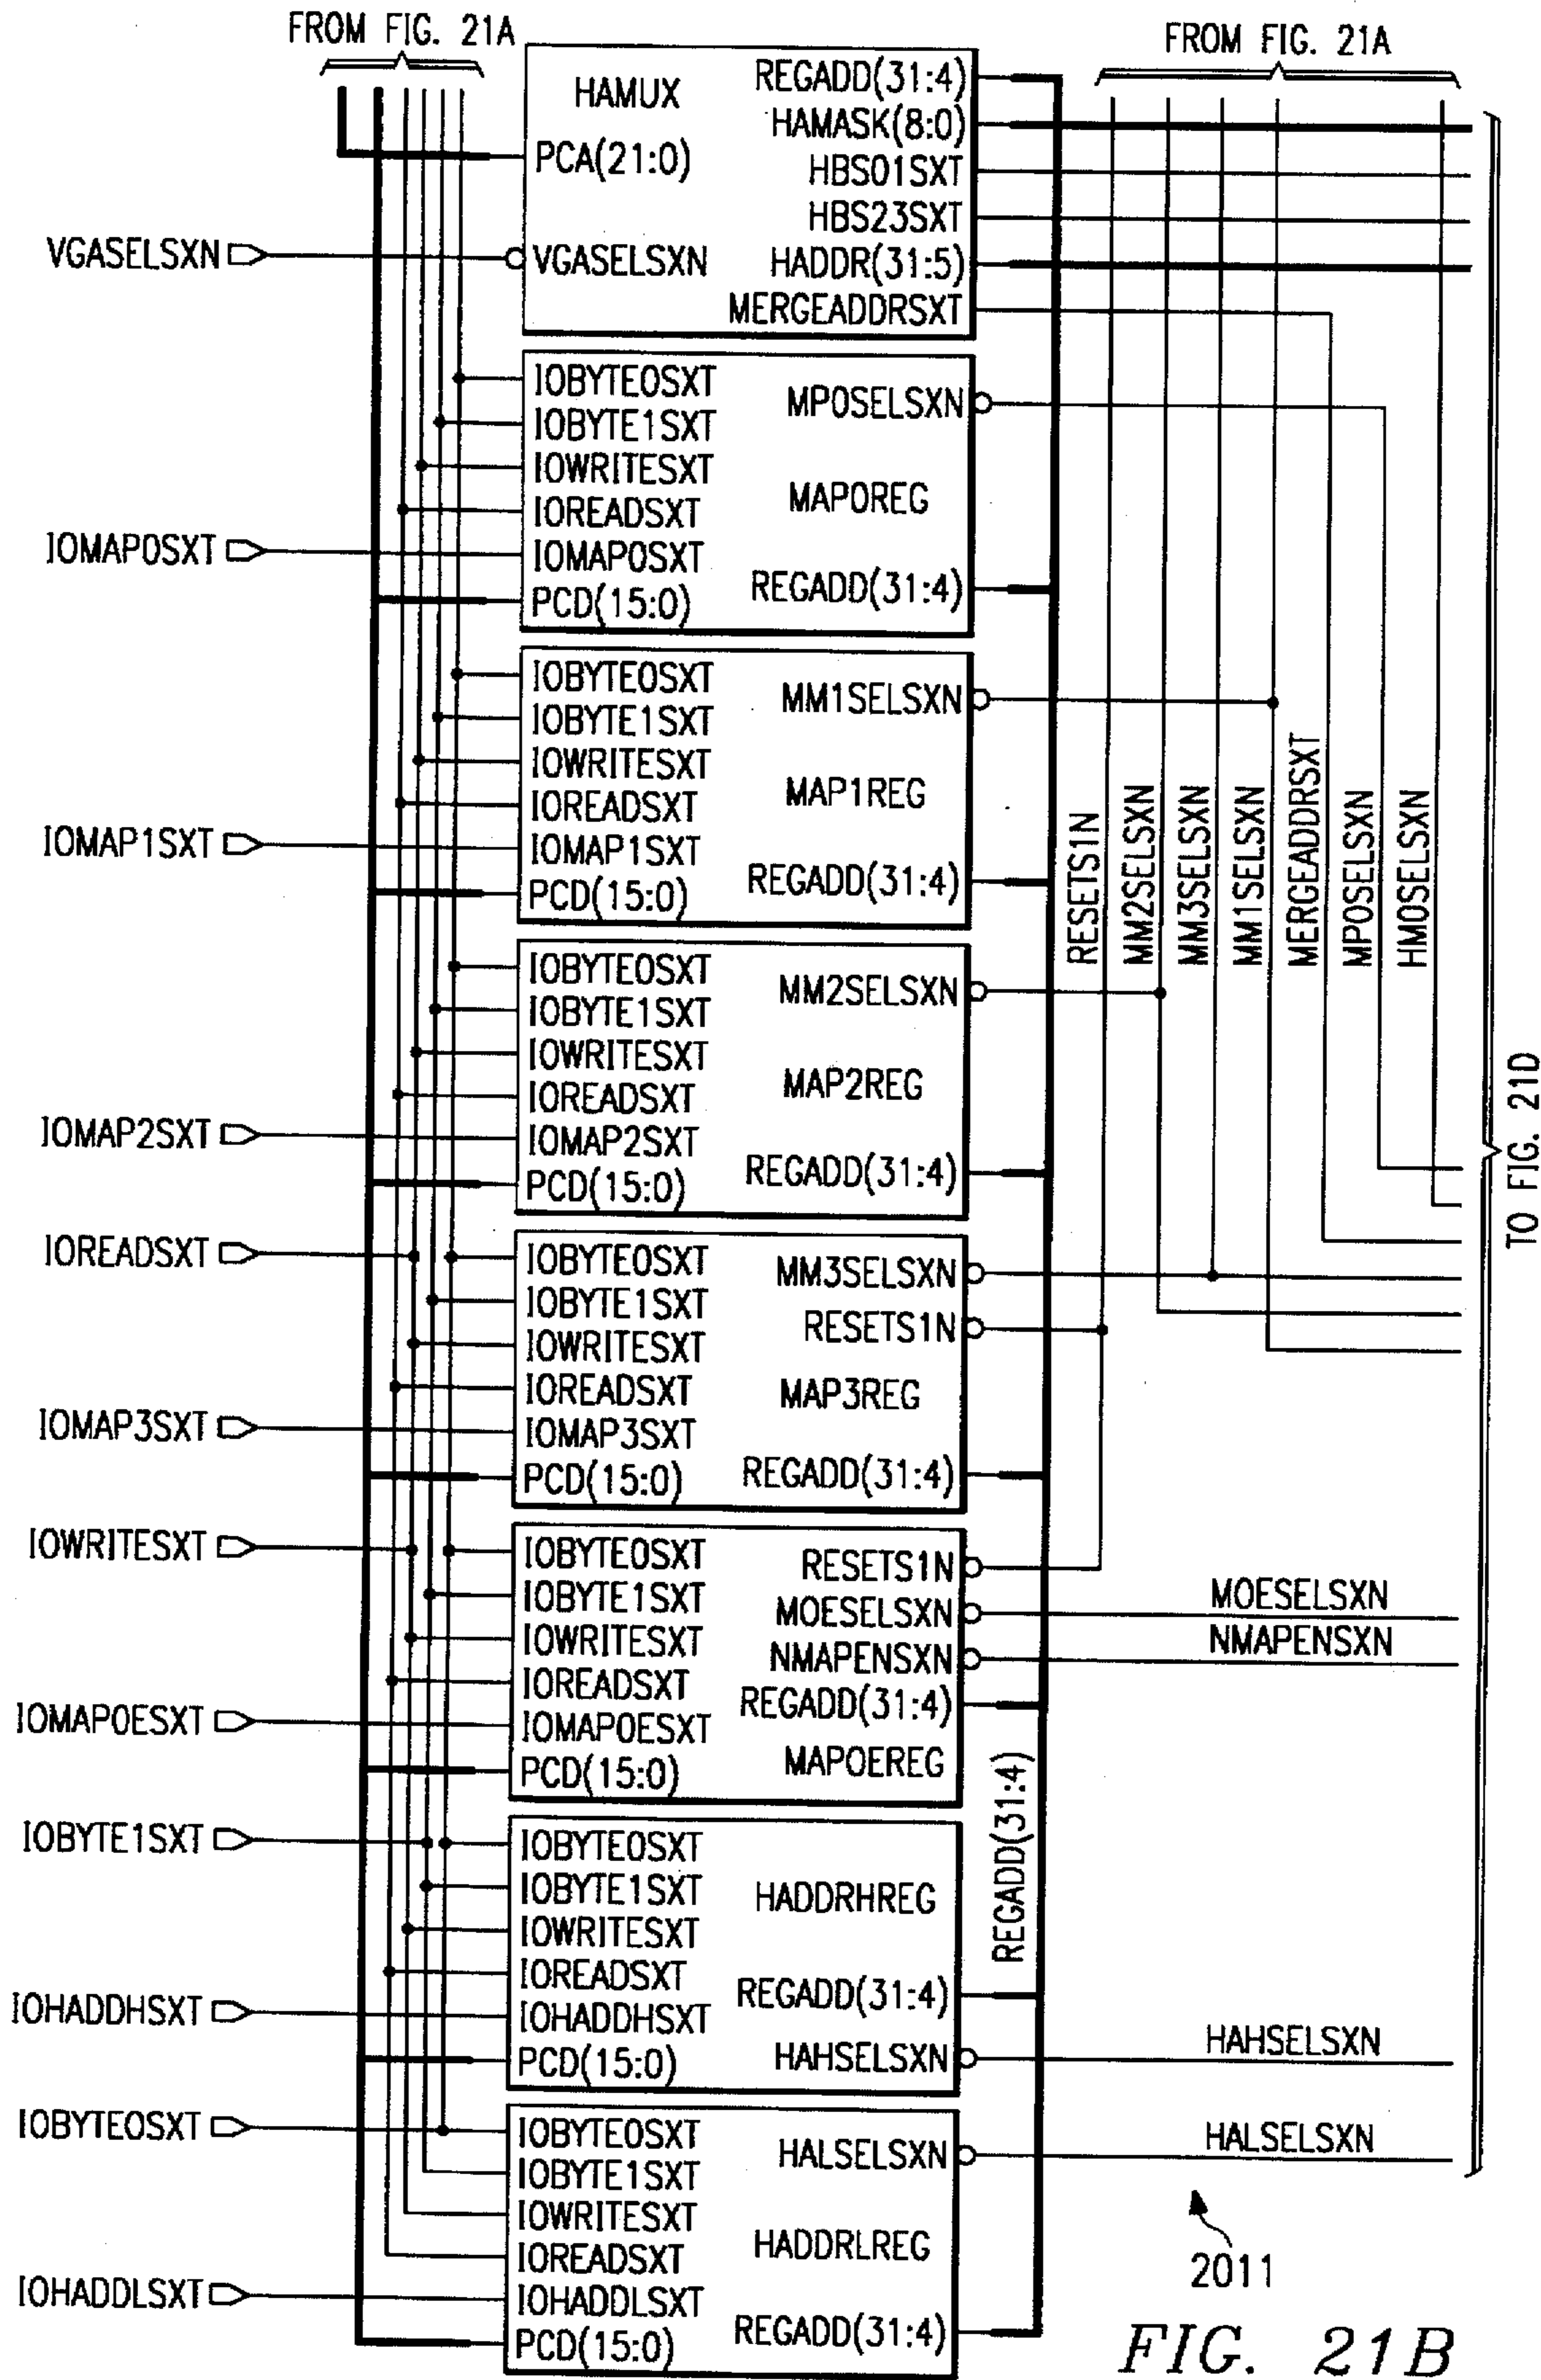 FROM FIG. 21A
FROM FIG. 21A
HAMUX
REGADD(31:4)
HAMASK(8:0)
PCA(21:0)
HBS01SXT
HBS23SXT
VGASELSXN
VGASELSXN
HADDR(31:5)
MERGEADDRSXT
IOBYTE0SXT
MP0SELSXN
IOBYTE1SXT
IOWRITESXT
MAP0REG
IOREADSXT
IOMAP0SXT
IOMAP0SXT
REGADD(31:4)
PCD(15:0)
IOBYTE0SXT
MM1SELSXN
IOBYTE1SXT
IOWRITESXT
MAP1REG
IOREADSXT
IOMAP1SXT
IOMAP1SXT
REGADD(31:4)
PCD(15:0)
RESETS1N
MM2SELSXN
MM3SELSXN
MM1SELSXN
MERGEADDRSXT
MP0SELSXN
HM0SELSXN
IOBYTE0SXT
MM2SELSXN
IOBYTE1SXT
IOWRITESXT
MAP2REG
IOREADSXT
IOMAP2SXT
IOMAP2SXT
REGADD(31:4)
PCD(15:0)
TO FIG. 21D
IOREADSXT
IOBYTE0SXT
MM3SELSXN
IOBYTE1SXT
RESETS1N
IOWRITESXT
IOREADSXT
MAP3REG
IOMAP3SXT
IOMAP3SXT
REGADD(31:4)
PCD(15:0)
IOWRITESXT
IOBYTE0SXT
RESETS1N
IOBYTE1SXT
MOESELSXN
MOESELSXN
IOWRITESXT
NMAPENSXN
NMAPENSXN
IOREADSXT
REGADD(31:4)
IOMAPOESXT
IOMAPOESXT
MAPOEREG
PCD(15:0)
REGADD(31:4)
IOBYTE1SXT
IOBYTE0SXT
IOBYTE1SXT
HADDRHREG
IOWRITESXT
IOREADSXT
REGADD(31:4)
IOHADDHSXT
IOHADDHSXT
PCD(15:0)
HAHSELSXN
HAHSELSXN
IOBYTE0SXT
IOBYTE0SXT
HALSELSXN
HALSELSXN
IOBYTE1SXT
IOWRITESXT
HADDRLREG
IOREADSXT
2011
IOHADDLSXT
IOHADDLSXT
REGADD(31:4)
PCD(15:0)
FIG. 21B